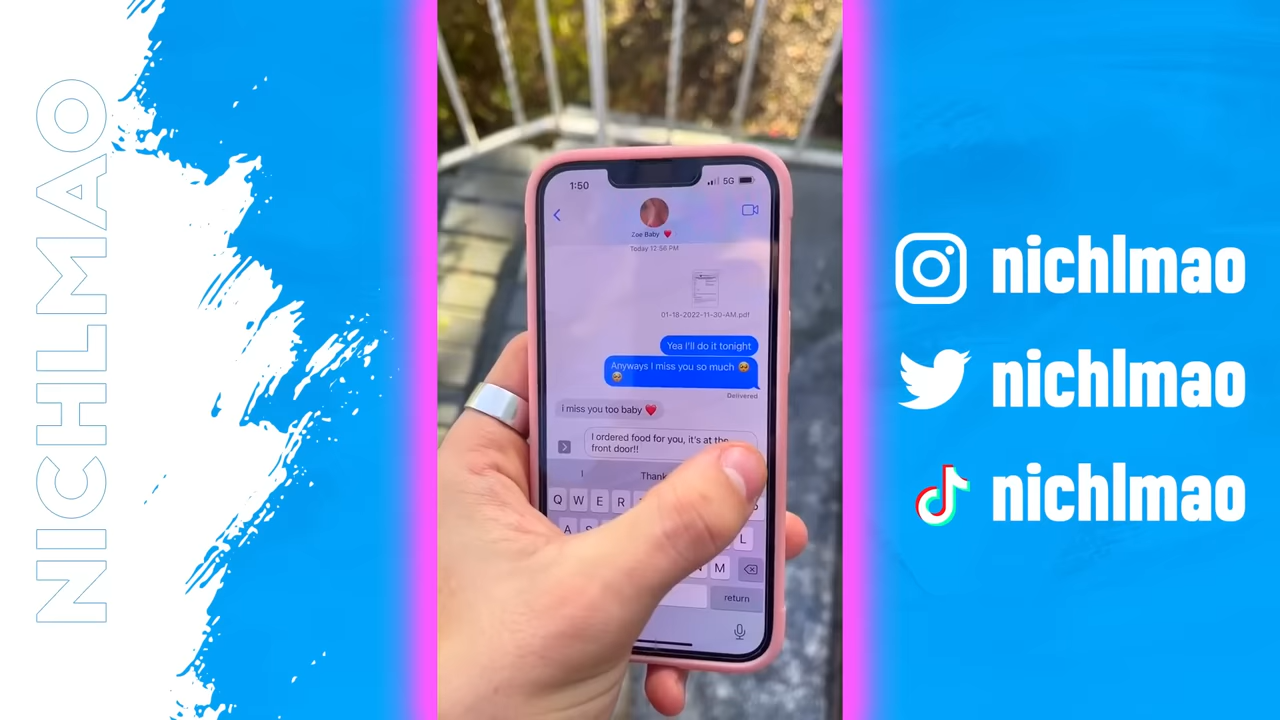 NICHLMAO
1:50
5G
Zoe Baby ❤️
Today 12:56 PM
01-18-2022-11-30-AM.pdf
Yea I'll do it tonight
Anyways I miss you so much 🥺
🥺
Delivered
I miss you too baby ❤️
I ordered food for you, it's at the
front door!!
I
Q W E R
A S L
M
return
nichlmao
nichlmao
nichlmao